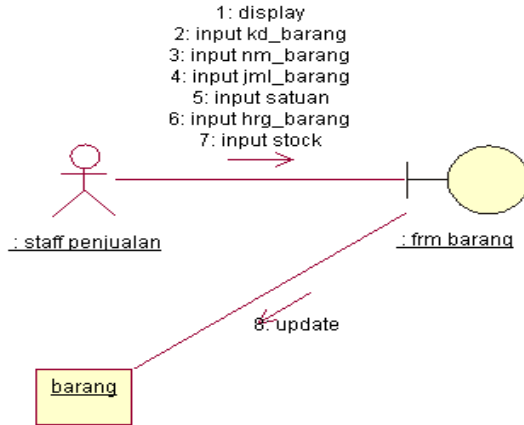 1: display
2: input kd_barang
3: input nm_barang
4: input jml_barang
5: input satuan
6: input hrg_barang
7: input stock
: staff penjualan
: frm barang
8: update
barang